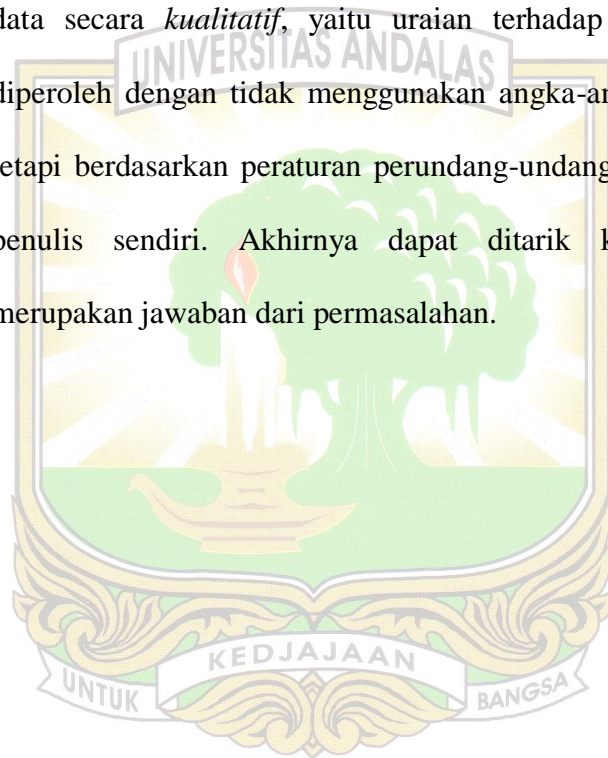 data secara kualitatif, yaitu uraian terhadap
UNIVERSITAS ANDALAS
diperoleh dengan tidak menggunakan angka-an
tetapi berdasarkan peraturan perundang-undang
penulis sendiri. Akhirnya dapat ditarik k
merupakan jawaban dari permasalahan.
UNTUK KEDJAJAAN BANGSA